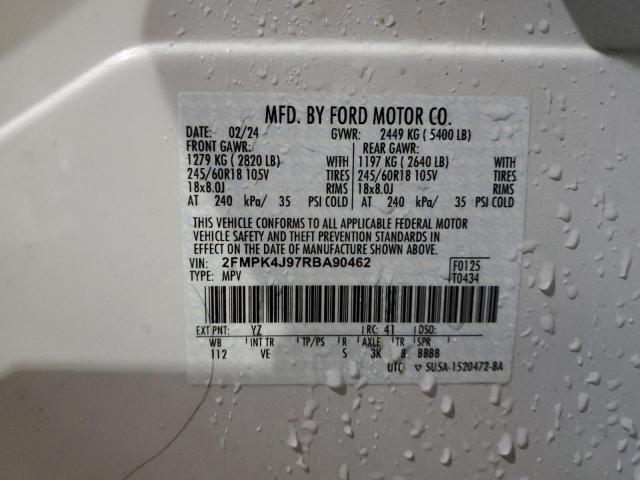 MFD. BY FORD MOTOR CO.
DATE: 02/24 GVWR: 2449 KG ( 5400 LB)
FRONT GAWR: REAR GAWR:
1279 KG ( 2820 LB) WITH 1197 KG ( 2640 LB) WITH
245/60R18 105V TIRES 245/60R18 105V TIRES
18x8.0J RIMS 18x8.0J RIMS
AT 240 kPa/ 35 PSI COLD AT 240 kPa/ 35 PSI COLD
THIS VEHICLE CONFORMS TO ALL APPLICABLE FEDERAL MOTOR
VEHICLE SAFETY AND THEFT PREVENTION STANDARDS IN
EFFECT ON THE DATE OF MANUFACTURE SHOWN ABOVE.
VIN: 2FMPK4J97RBA90462 F0125
TYPE: MPV T0434
EXT PNT: YZ RC: 41 DSO:
WB INT TR TP/PS R AXLE TR SPR
112 VE S 3K 8 BBBB
UTC ▽ SU5A-1520472-BA